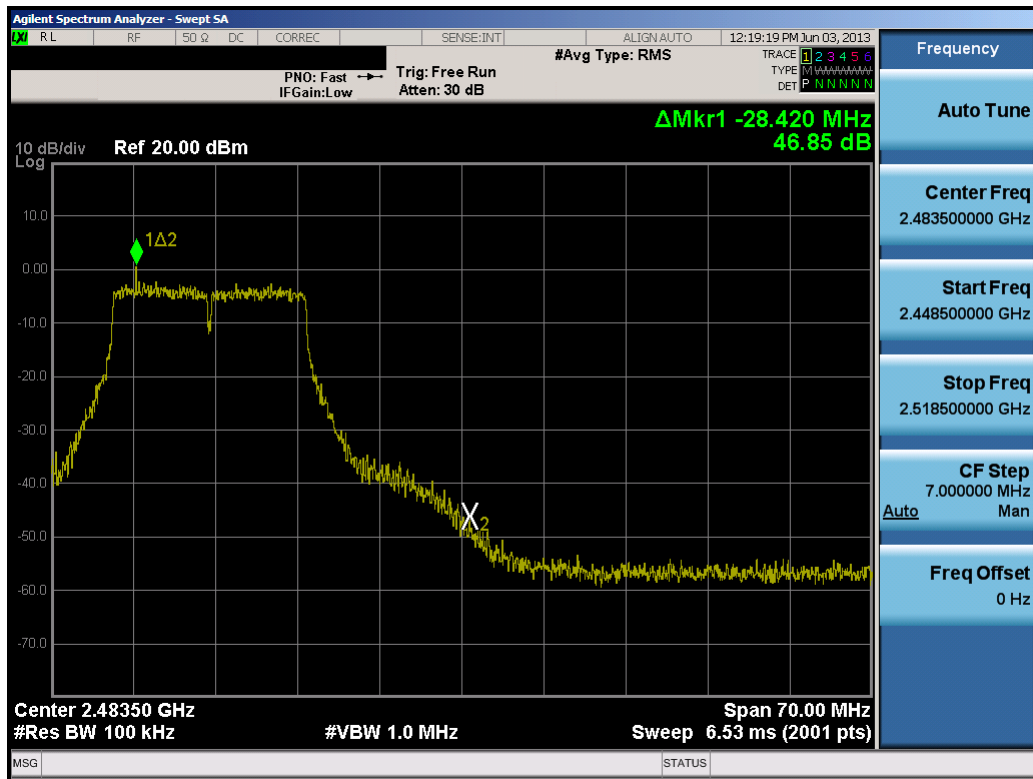 Agilent Spectrum Analyzer - Swept SA
LXI RL RF 50 Ω DC CORREC SENSE:INT ALIGN AUTO 12:19:19 PM Jun 03, 2013
#Avg Type: RMS
TRACE 1 2 3 4 5 6
TYPE M W W W W W
DET P N N N N N
PNO: Fast
IFGain:Low
Trig: Free Run
Atten: 30 dB
ΔMkr1 -28.420 MHz
46.85 dB
10 dB/div Ref 20.00 dBm
Log
10.0
0.00
-10.0
-20.0
-30.0
-40.0
-50.0
-60.0
-70.0
1Δ2
X2
Center 2.48350 GHz Span 70.00 MHz
#Res BW 100 kHz #VBW 1.0 MHz Sweep 6.53 ms (2001 pts)
MSG STATUS
Frequency
Auto Tune
Center Freq
2.483500000 GHz
Start Freq
2.448500000 GHz
Stop Freq
2.518500000 GHz
CF Step
7.000000 MHz
Auto Man
Freq Offset
0 Hz